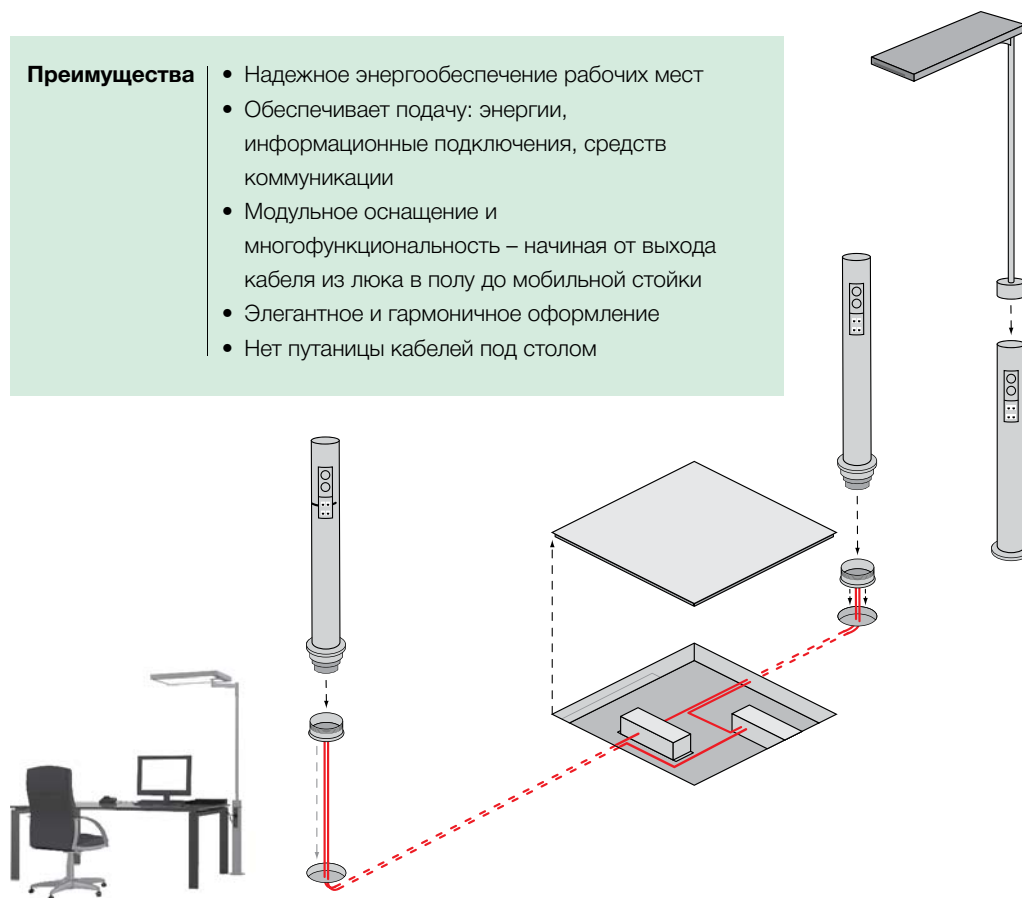 Преимущества
• Надежное энергообеспечение рабочих мест
• Обеспечивает подачу: энергии,
информационные подключения, средств
коммуникации
• Модульное оснащение и
многофункциональность – начиная от выхода
кабеля из люка в полу до мобильной стойки
• Элегантное и гармоничное оформление
• Нет путаницы кабелей под столом